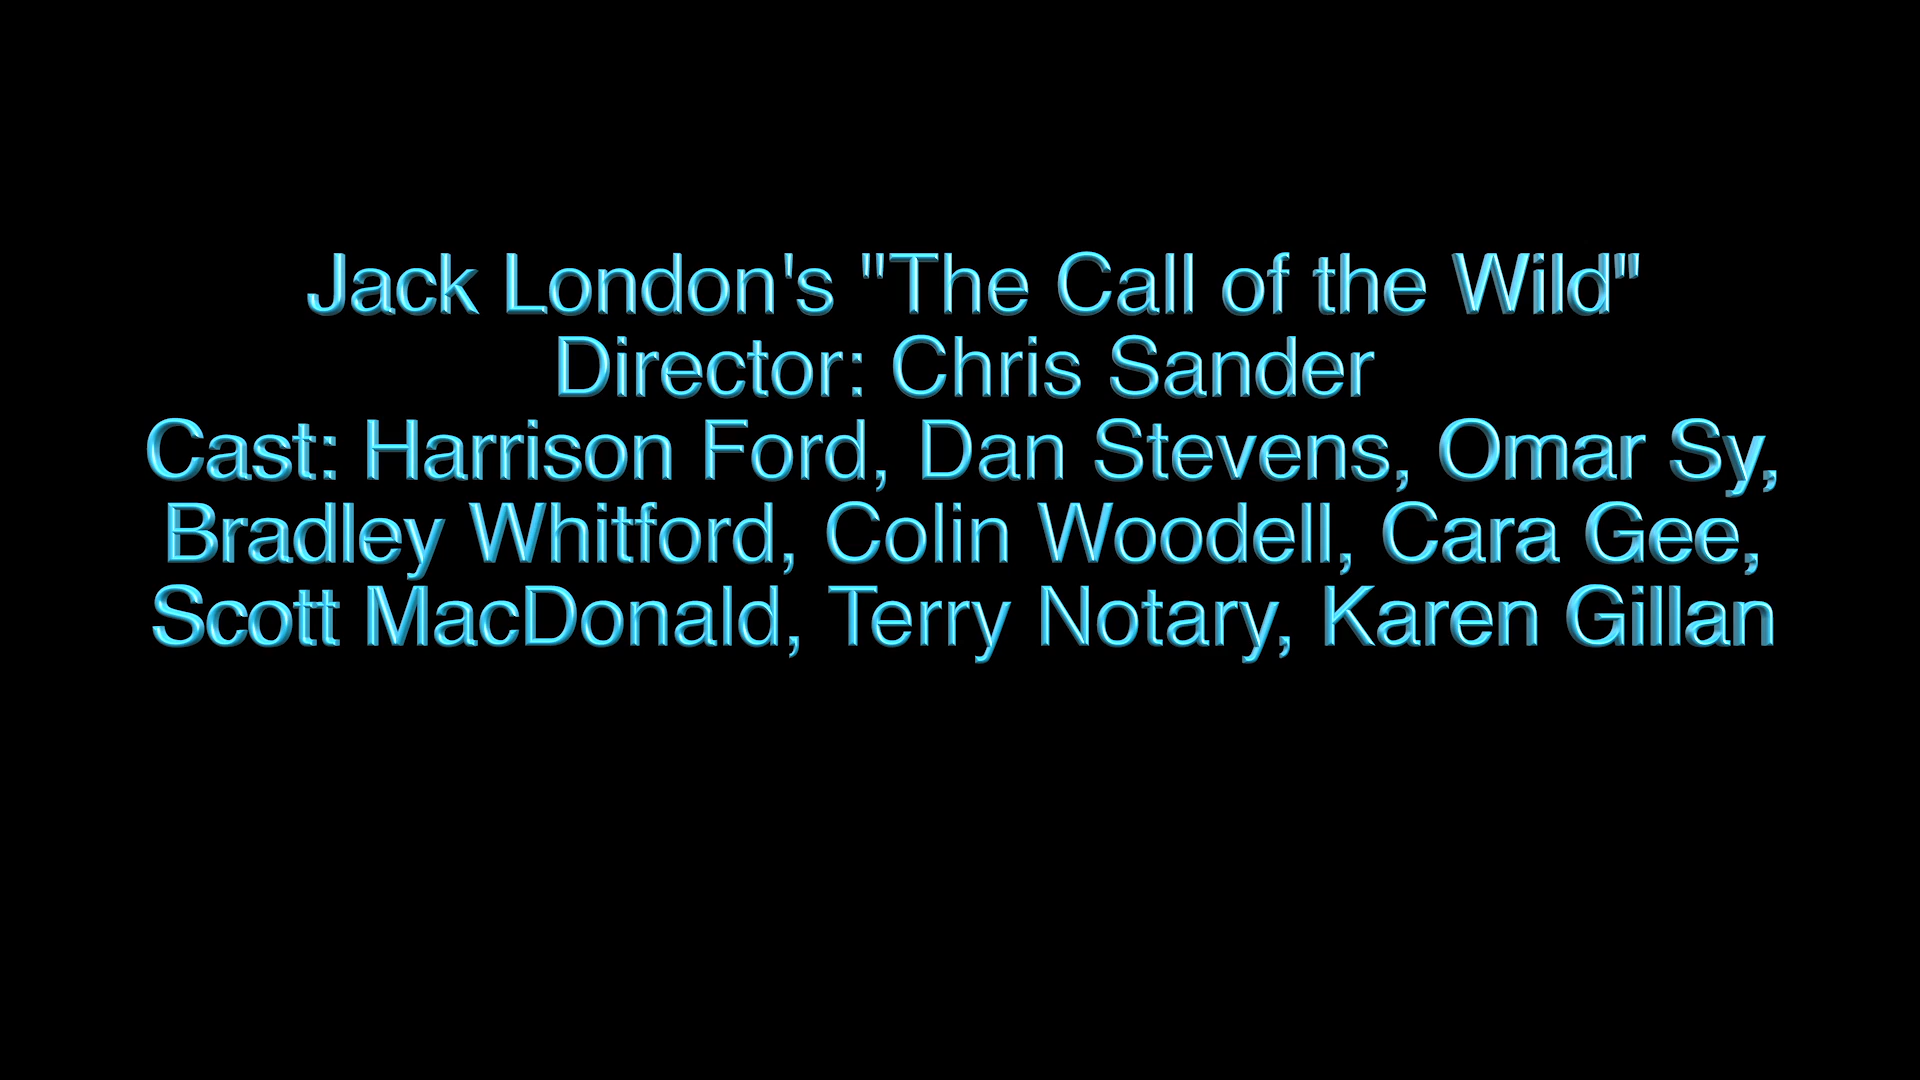 Jack London's "The Call of the Wild"
Director: Chris Sander
Cast: Harrison Ford, Dan Stevens, Omar Sy,
Bradley Whitford, Colin Woodell, Cara Gee,
Scott MacDonald, Terry Notary, Karen Gillan